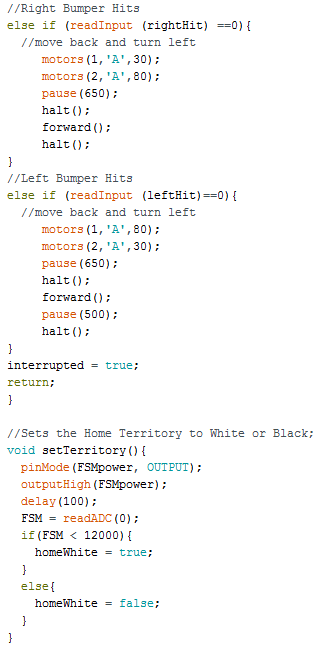 //Right Bumper Hits
else if (readInput (rightHit) ==0){
//move back and turn left
motors(1,'A',30);
motors(2,'A',80);
pause(650);
halt();
forward();
halt();
}
//Left Bumper Hits
else if (readInput (leftHit)==0){
//move back and turn left
motors(1,'A',80);
motors(2,'A',30);
pause(650);
halt();
forward();
pause(500);
halt();
}
interrupted = true;
return;
}
//Sets the Home Territory to White or Black;
void setTerritory(){
pinMode(FSMpower, OUTPUT);
outputHigh(FSMpower);
delay(100);
FSM = readADC(0);
if(FSM < 12000){
homeWhite = true;
}
else{
homeWhite = false;
}
}